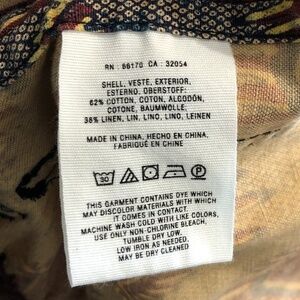 RN : 66170 CA : 32054
SHELL, VESTE, EXTERIOR,
ESTERNO, OBERSTOFF:
62% COTTON, COTON, ALGODÓN,
COTONE, BAUMWOLLE
38% LINEN, LIN, LINO, LINO, LEINEN
MADE IN CHINA, HECHO EN CHINA,
FABRIQUÉ EN CHINE
30
P
THIS GARMENT CONTAINS DYE WHICH
MAY DISCOLOR MATERIALS WITH WHICH
IT COMES IN CONTACT.
MACHINE WASH COLD WITH LIKE COLORS,
USE ONLY NON-CHLORINE BLEACH,
TUMBLE DRY LOW.
LOW IRON AS NEEDED,
MAY BE DRY CLEANED